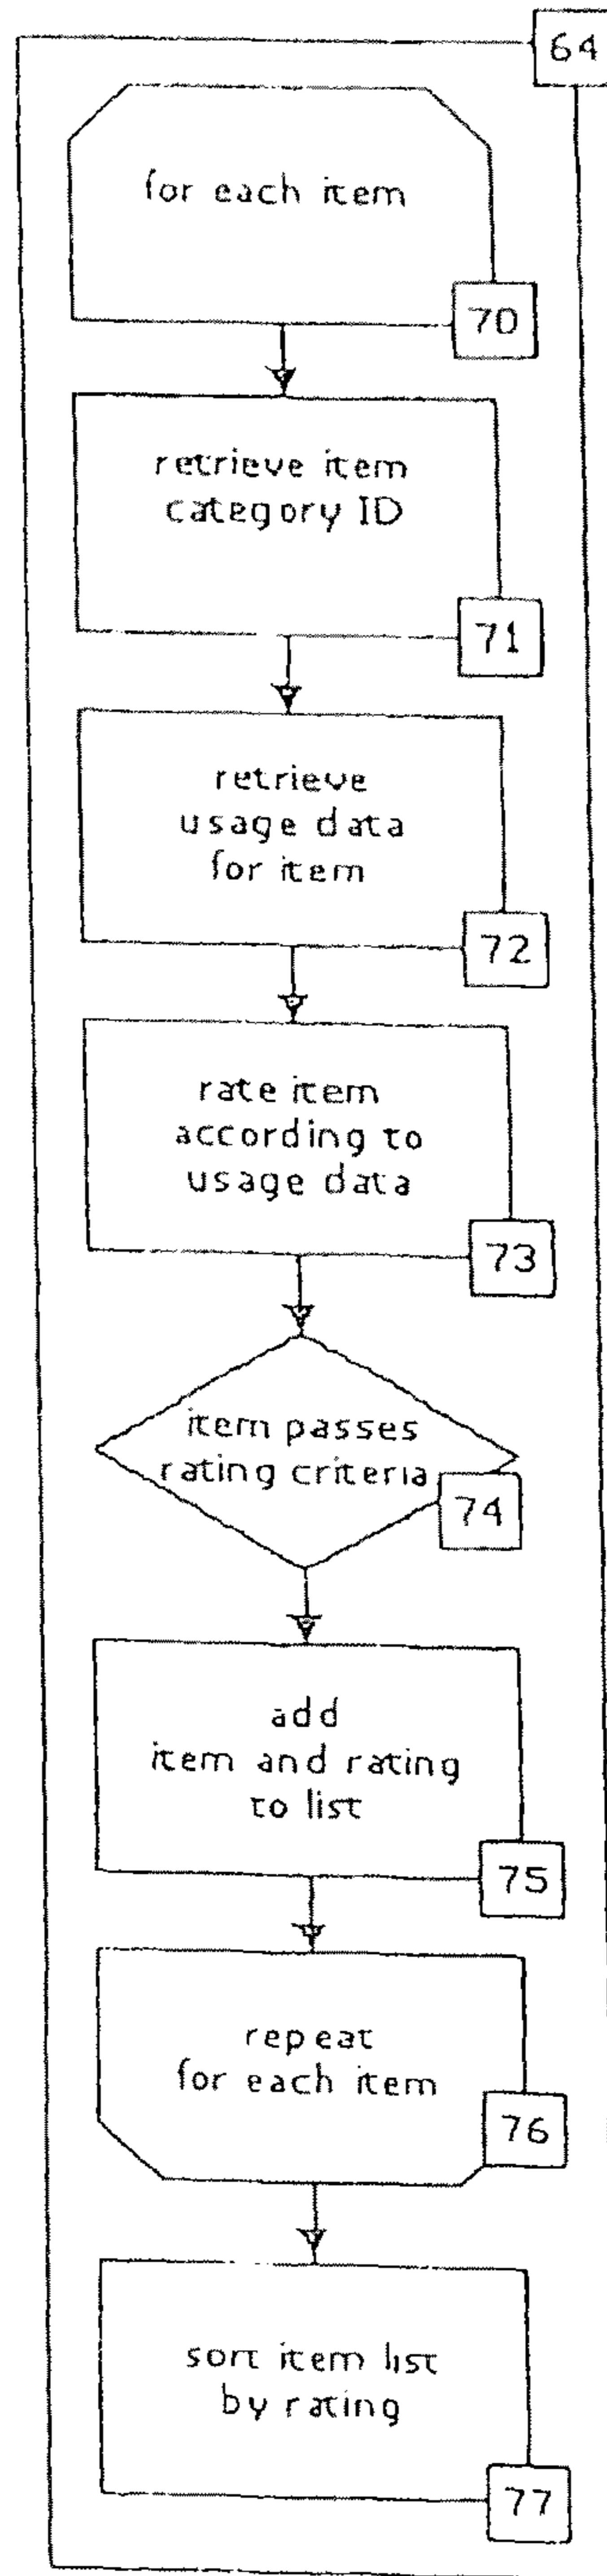 64
for each item
70
retrieve item
category ID
71
retrieve
usage data
for item
72
rate item
according to
usage data
73
item passes
rating criteria
74
add
item and rating
to list
75
repeat
for each item
76
sort item list
by rating
77